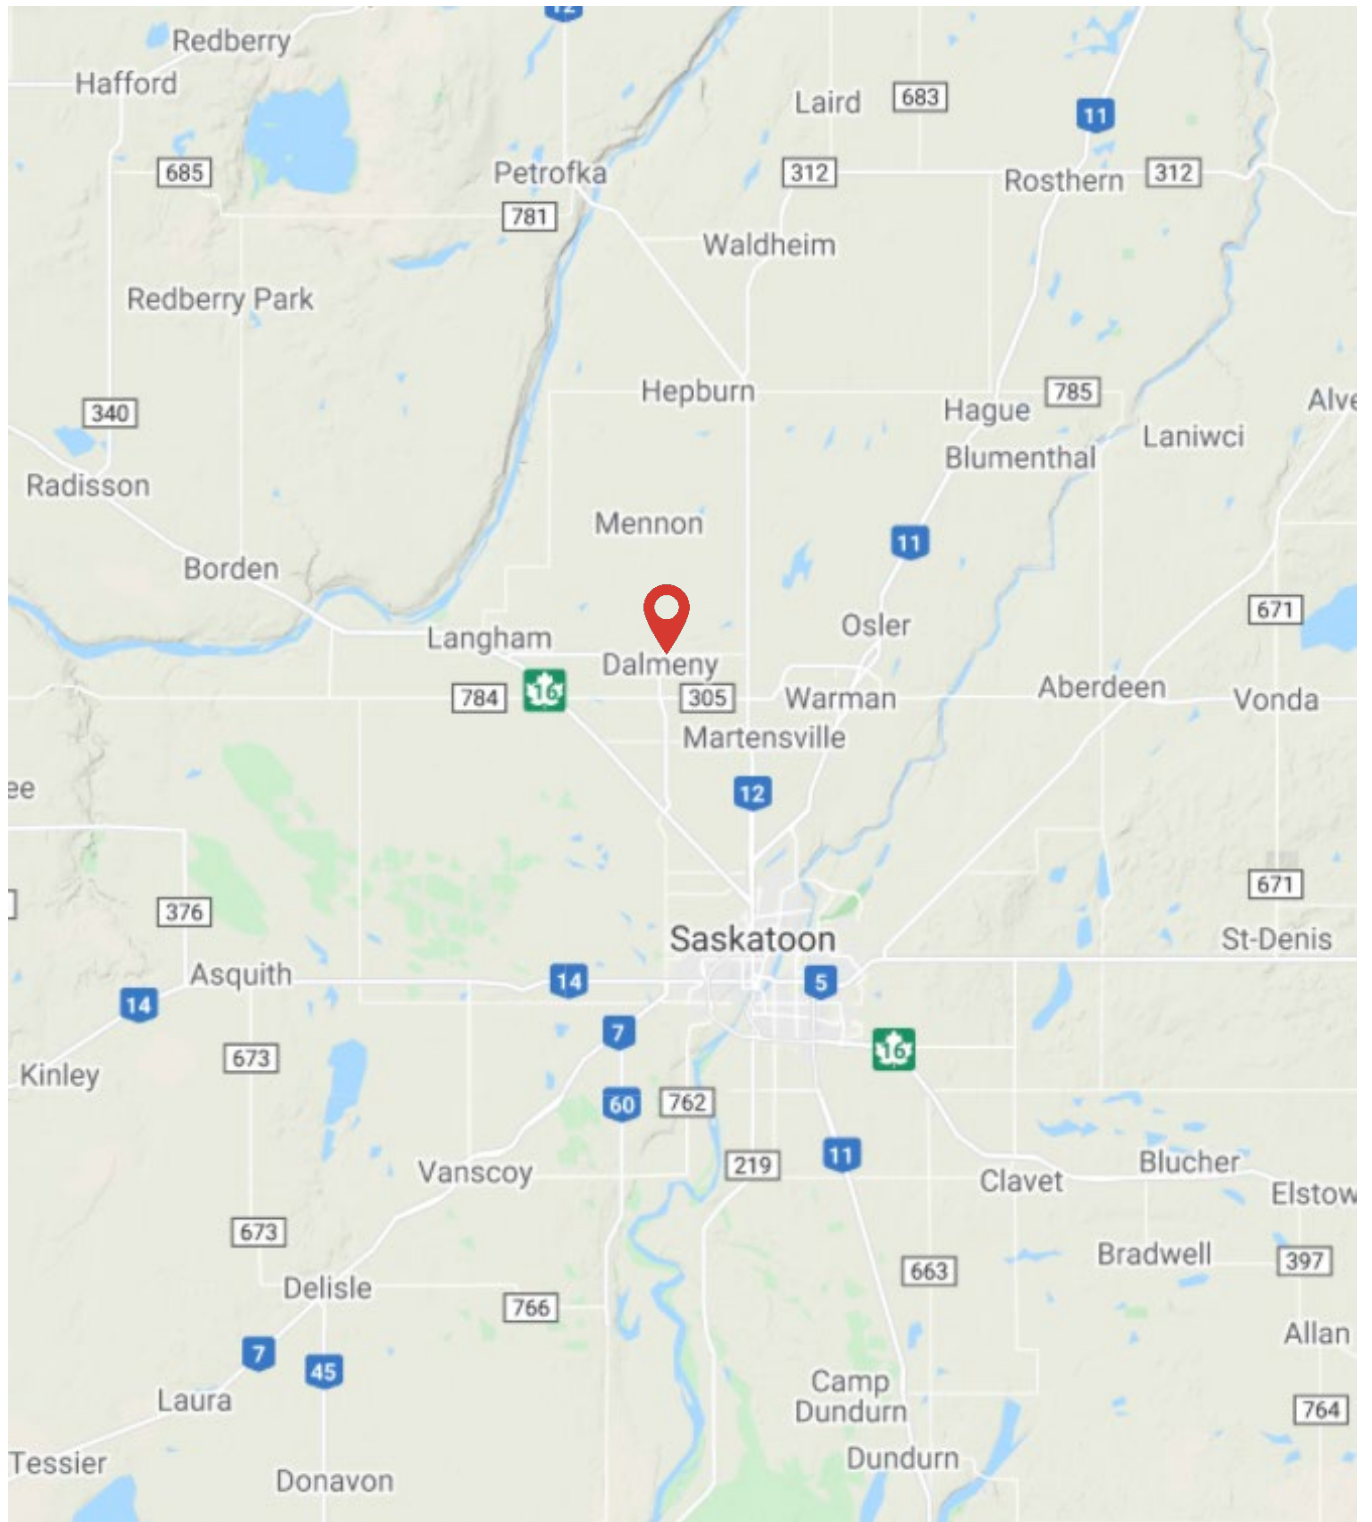 12
Redberry
Hafford
Laird
683
11
685
Petrofka
312
Rosthern
312
781
Waldheim
Redberry Park
Hepburn
785
340
Hague
Alve
Laniwci
Blumenthal
Radisson
Mennon
11
Borden
671
Osler
Langham
Dalmeny
16
784
305
Warman
Aberdeen
Vonda
Martensville
ee
12
671
376
Saskatoon
St-Denis
Asquith
14
5
14
7
16
673
Kinley
60
762
11
219
Vanscoy
Blucher
Clavet
Elstow
673
Bradwell
397
663
Delisle
766
Allan
7
45
Camp
Dundurn
Laura
764
Dundurn
Tessier
Donavon